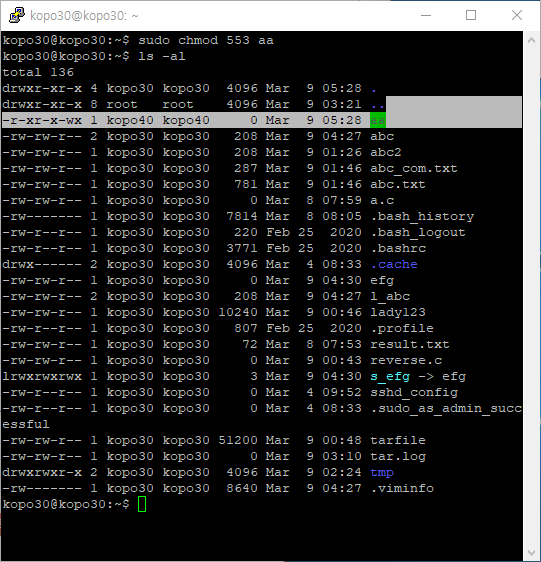 kopo30@kopo30: ~
kopo30@kopo30:~$ sudo chmod 553 aa
kopo30@kopo30:~$ ls -al
total 136
drwxr-xr-x 4 kopo30 kopo30  4096 Mar  9 05:28 .
drwxr-xr-x 8 root   root    4096 Mar  9 03:21 ..
-r-xr-x-wx 1 kopo40 kopo40     0 Mar  9 05:28 aa
-rw-rw-r-- 2 kopo30 kopo30   208 Mar  9 04:27 abc
-rw-rw-r-- 1 kopo30 kopo30   208 Mar  9 01:26 abc2
-rw-rw-r-- 1 kopo30 kopo30   287 Mar  9 01:46 abc_com.txt
-rw-rw-r-- 1 kopo30 kopo30   781 Mar  9 01:46 abc.txt
-rw-rw-r-- 1 kopo30 kopo30     0 Mar  8 07:59 a.c
-rw------- 1 kopo30 kopo30  7814 Mar  8 08:05 .bash_history
-rw-r--r-- 1 kopo30 kopo30   220 Feb 25  2020 .bash_logout
-rw-r--r-- 1 kopo30 kopo30  3771 Feb 25  2020 .bashrc
drwx------ 2 kopo30 kopo30  4096 Mar  4 08:33 .cache
-rw-rw-r-- 1 kopo30 kopo30     0 Mar  9 04:30 efg
-rw-rw-r-- 2 kopo30 kopo30   208 Mar  9 04:27 l_abc
-rw-rw-r-- 1 kopo30 kopo30 10240 Mar  9 00:46 lady123
-rw-r--r-- 1 kopo30 kopo30   807 Feb 25  2020 .profile
-rw-rw-r-- 1 kopo30 kopo30    72 Mar  8 07:53 result.txt
-rw-rw-r-- 1 kopo30 kopo30     0 Mar  9 00:43 reverse.c
lrwxrwxrwx 1 kopo30 kopo30     3 Mar  9 04:30 s_efg -> efg
-rw-rw-r-- 1 kopo30 kopo30     0 Mar  4 09:52 sshd_config
-rw-r--r-- 1 kopo30 kopo30     0 Mar  4 08:33 .sudo_as_admin_succ
essful
-rw-rw-r-- 1 kopo30 kopo30 51200 Mar  9 00:48 tarfile
-rw-rw-r-- 1 kopo30 kopo30     0 Mar  9 03:10 tar.log
drwxrwxr-x 2 kopo30 kopo30  4096 Mar  9 02:24 tmp
-rw------- 1 kopo30 kopo30  8640 Mar  9 04:27 .viminfo
kopo30@kopo30:~$